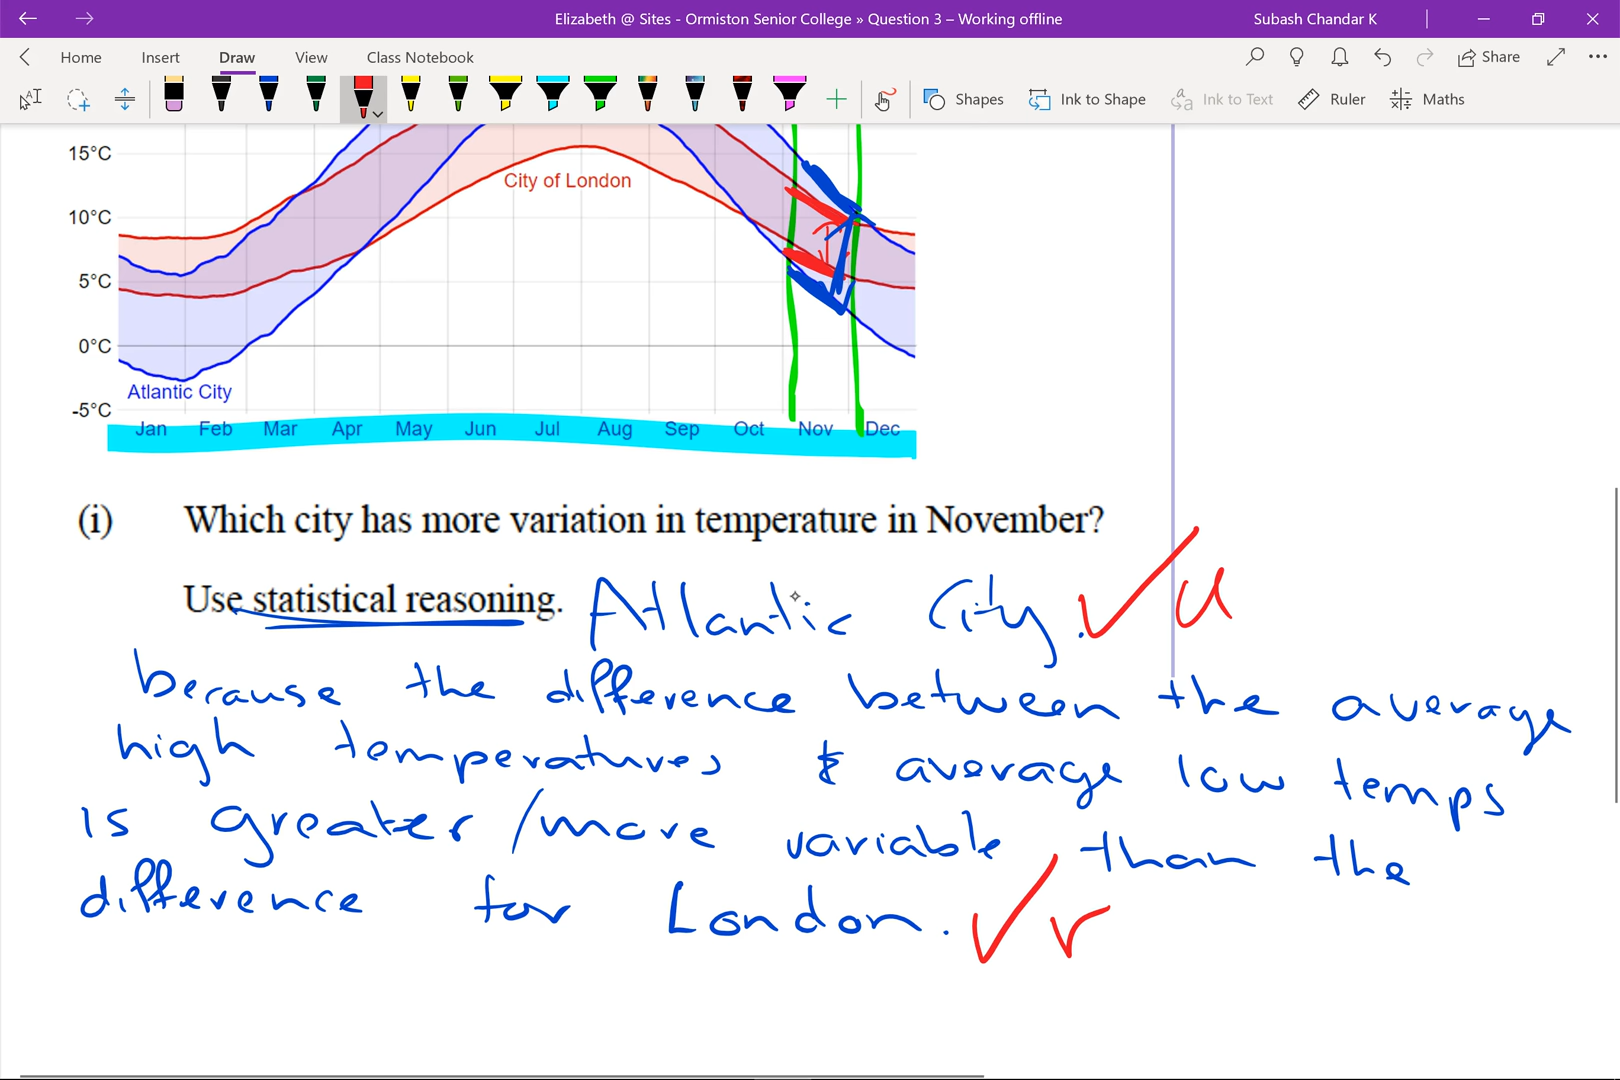 Elizabeth @ Sites - Ormiston Senior College » Question 3 – Working offline
Subash Chandar K
Home Insert Draw View Class Notebook
Share
Shapes Ink to Shape Ink to Text Ruler Maths
15°C
City of London
10°C
5°C
0°C
Atlantic City
-5°C
Jan Feb Mar Apr May Jun Jul Aug Sep Oct Nov Dec
(i) Which city has more variation in temperature in November?
Use statistical reasoning. Atlantic City. u
because the difference between the average
high temperatures & average low temps
is greater/more variable than the
difference for London. r